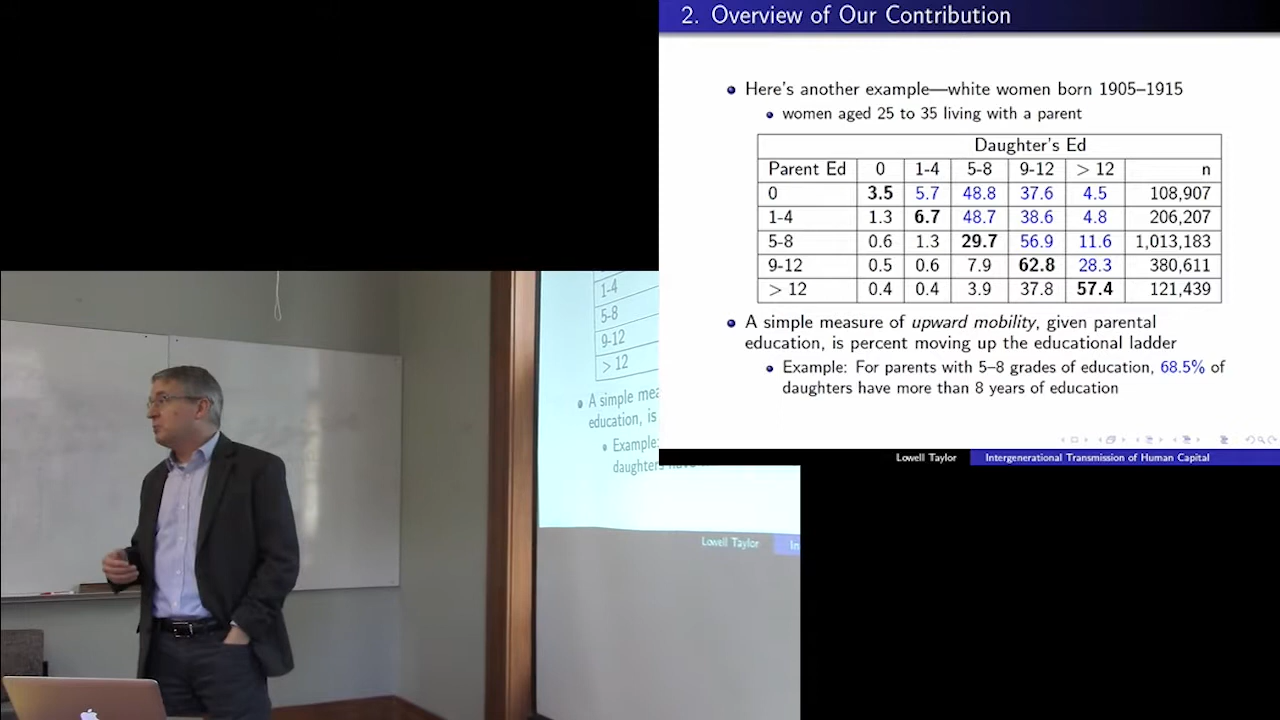 2. Overview of Our Contribution
Here's another example—white women born 1905–1915
women aged 25 to 35 living with a parent
Daughter's Ed
Parent Ed 0 1-4 5-8 9-12 > 12 n
0 3.5 5.7 48.8 37.6 4.5 108,907
1-4 1.3 6.7 48.7 38.6 4.8 206,207
5-8 0.6 1.3 29.7 56.9 11.6 1,013,183
9-12 0.5 0.6 7.9 62.8 28.3 380,611
> 12 0.4 0.4 3.9 37.8 57.4 121,439
A simple measure of upward mobility, given parental
education, is percent moving up the educational ladder
Example: For parents with 5–8 grades of education, 68.5% of
daughters have more than 8 years of education
Lowell Taylor Intergenerational Transmission of Human Capital
1-4
5-8
9-12
> 12
A simple mea
education, is
Example:
daughters have
Lowell Taylor In